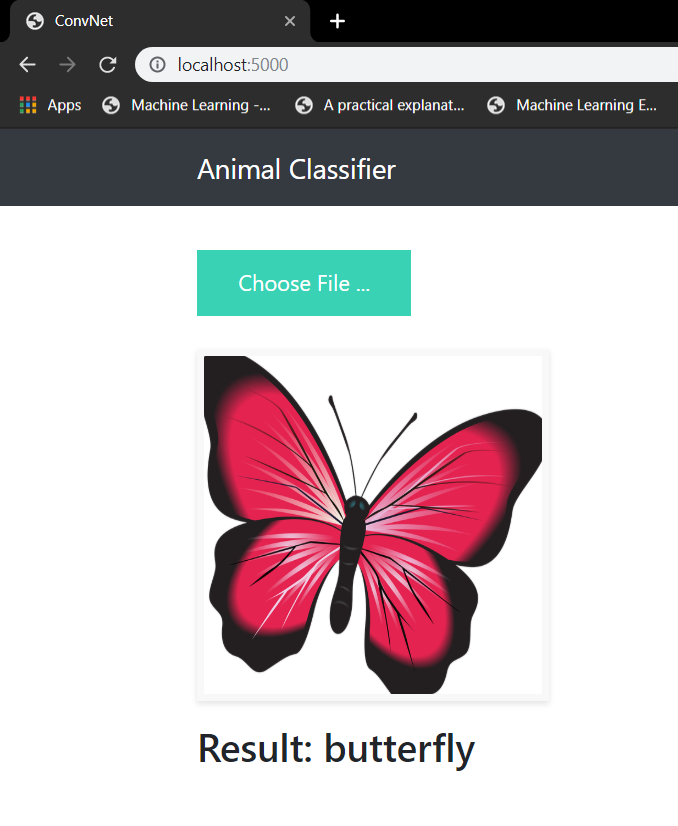 ConvNet
localhost:5000
Apps Machine Learning -... A practical explanat... Machine Learning E...
Animal Classifier
Choose File ...
Result: butterfly